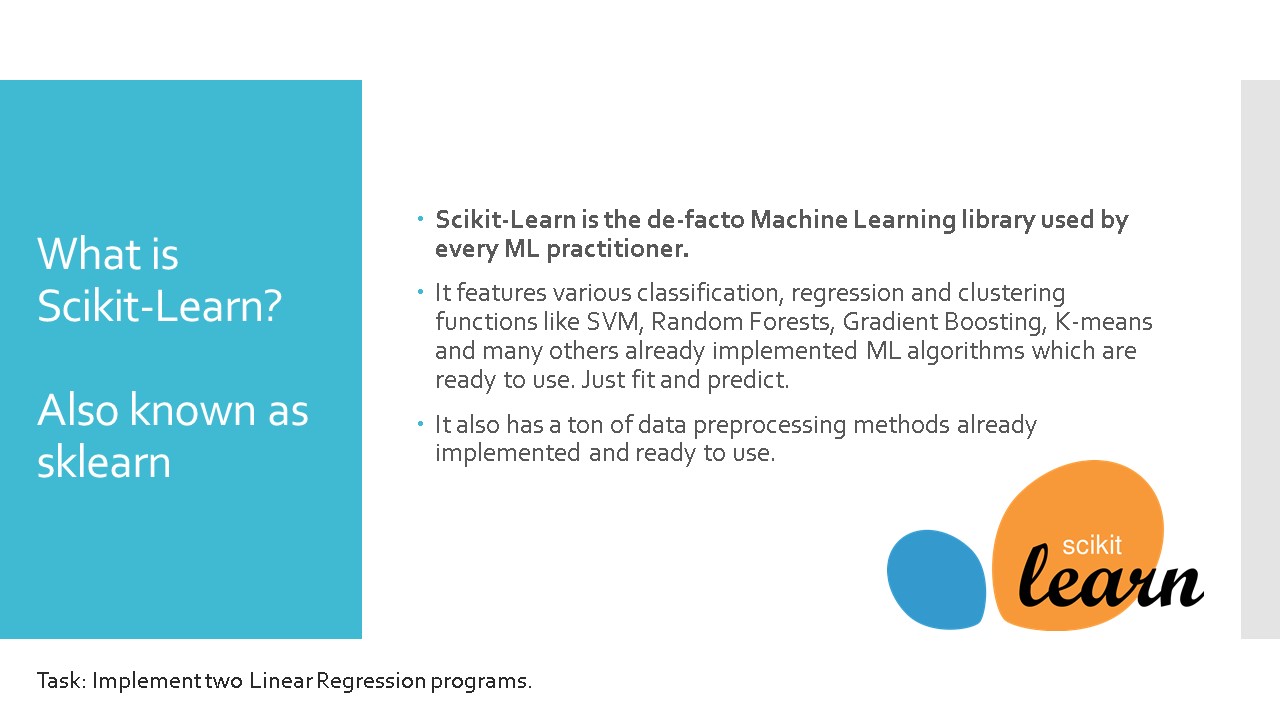 What is
Scikit-Learn?
Also known as
sklearn
Scikit-Learn is the de-facto Machine Learning library used by
every ML practitioner.
It features various classification, regression and clustering
functions like SVM, Random Forests, Gradient Boosting, K-means
and many others already implemented ML algorithms which are
ready to use. Just fit and predict.
It also has a ton of data preprocessing methods already
implemented and ready to use.
scikit
learn
Task: Implement two Linear Regression programs.